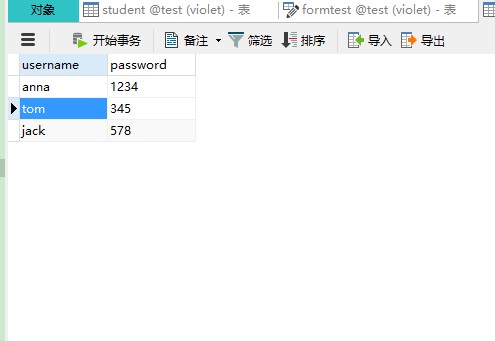 对象 student @test (violet) - 表 formtest @test (violet) - 表
开始事务 备注 筛选 排序 导入 导出
username password
anna 1234
tom 345
jack 578